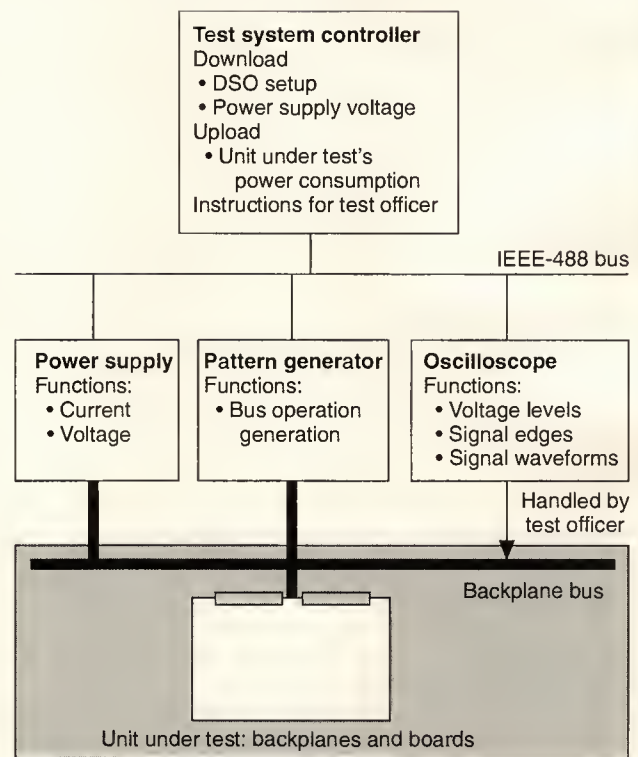 Test system controller
Download
• DSO setup
• Power supply voltage
Upload
• Unit under test's
power consumption
Instructions for test officer
IEEE-488 bus
Power supply
Functions:
• Current
• Voltage
Pattern generator
Functions:
• Bus operation
generation
Oscilloscope
Functions:
• Voltage levels
• Signal edges
• Signal waveforms
Handled by
test officer
Backplane bus
Unit under test: backplanes and boards